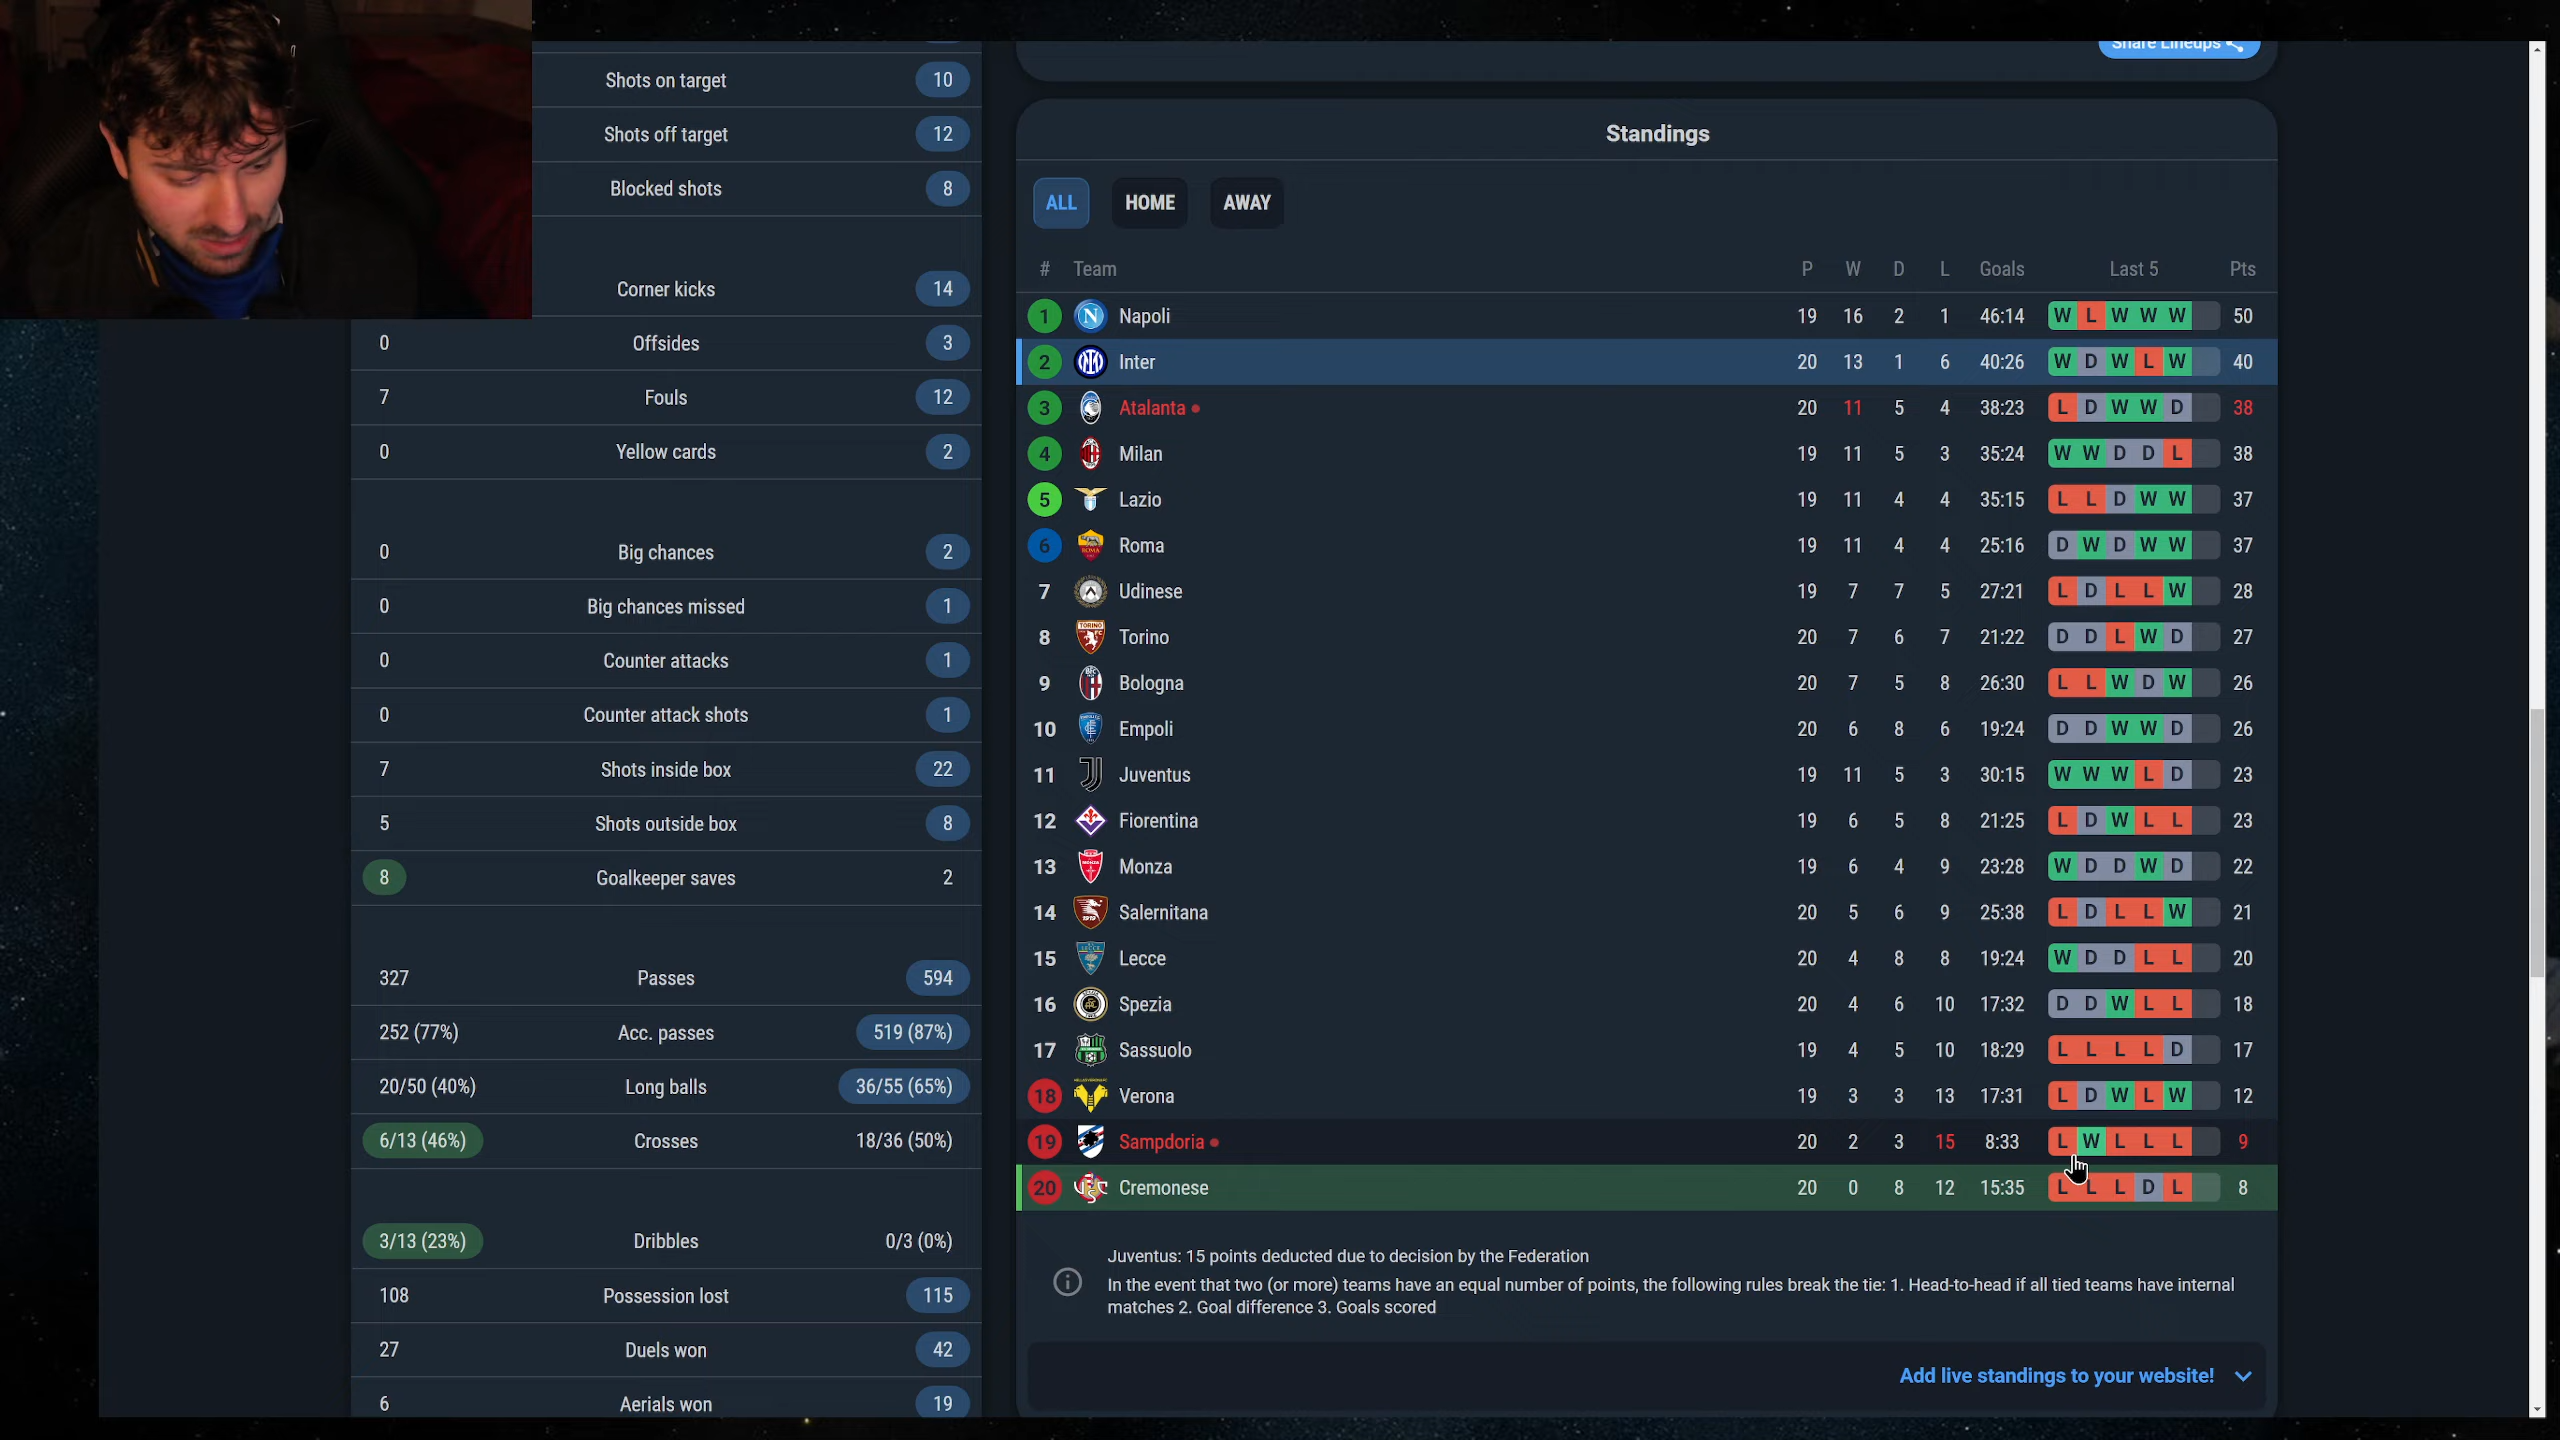 Shots on target 10
Shots off target 12
Blocked shots 8
Corner kicks 14
0 Offsides 3
7 Fouls 12
0 Yellow cards 2
0 Big chances 2
0 Big chances missed 1
0 Counter attacks 1
0 Counter attack shots 1
7 Shots inside box 22
5 Shots outside box 8
8 Goalkeeper saves 2
327 Passes 594
252 (77%) Acc. passes 519 (87%)
20/50 (40%) Long balls 36/55 (65%)
6/13 (46%) Crosses 18/36 (50%)
3/13 (23%) Dribbles 0/3 (0%)
108 Possession lost 115
27 Duels won 42
6 Aerials won 19
Share Lineups
Standings
ALL HOME AWAY
# Team P W D L Goals Last 5 Pts
1 Napoli 19 16 2 1 46:14 W L W W W 50
2 Inter 20 13 1 6 40:26 W D W L W 40
3 Atalanta 20 11 5 4 38:23 L D W W D 38
4 Milan 19 11 5 3 35:24 W W D D L 38
5 Lazio 19 11 4 4 35:15 L L D W W 37
6 Roma 19 11 4 4 25:16 D W D W W 37
7 Udinese 19 7 7 5 27:21 L D L L W 28
8 Torino 20 7 6 7 21:22 D D L W D 27
9 Bologna 20 7 5 8 26:30 L L W D W 26
10 Empoli 20 6 8 6 19:24 D D W W D 26
11 Juventus 19 11 5 3 30:15 W W W L D 23
12 Fiorentina 19 6 5 8 21:25 L D W L L 23
13 Monza 19 6 4 9 23:28 W D D W D 22
14 Salernitana 20 5 6 9 25:38 L D L L W 21
15 Lecce 20 4 8 8 19:24 W D D L L 20
16 Spezia 20 4 6 10 17:32 D D W L L 18
17 Sassuolo 19 4 5 10 18:29 L L L L D 17
18 Verona 19 3 3 13 17:31 L D W L W 12
19 Sampdoria 20 2 3 15 8:33 L W L L L 9
20 Cremonese 20 0 8 12 15:35 L L L D L 8
Juventus: 15 points deducted due to decision by the Federation
In the event that two (or more) teams have an equal number of points, the following rules break the tie: 1. Head-to-head if all tied teams have internal
matches 2. Goal difference 3. Goals scored
Add live standings to your website!